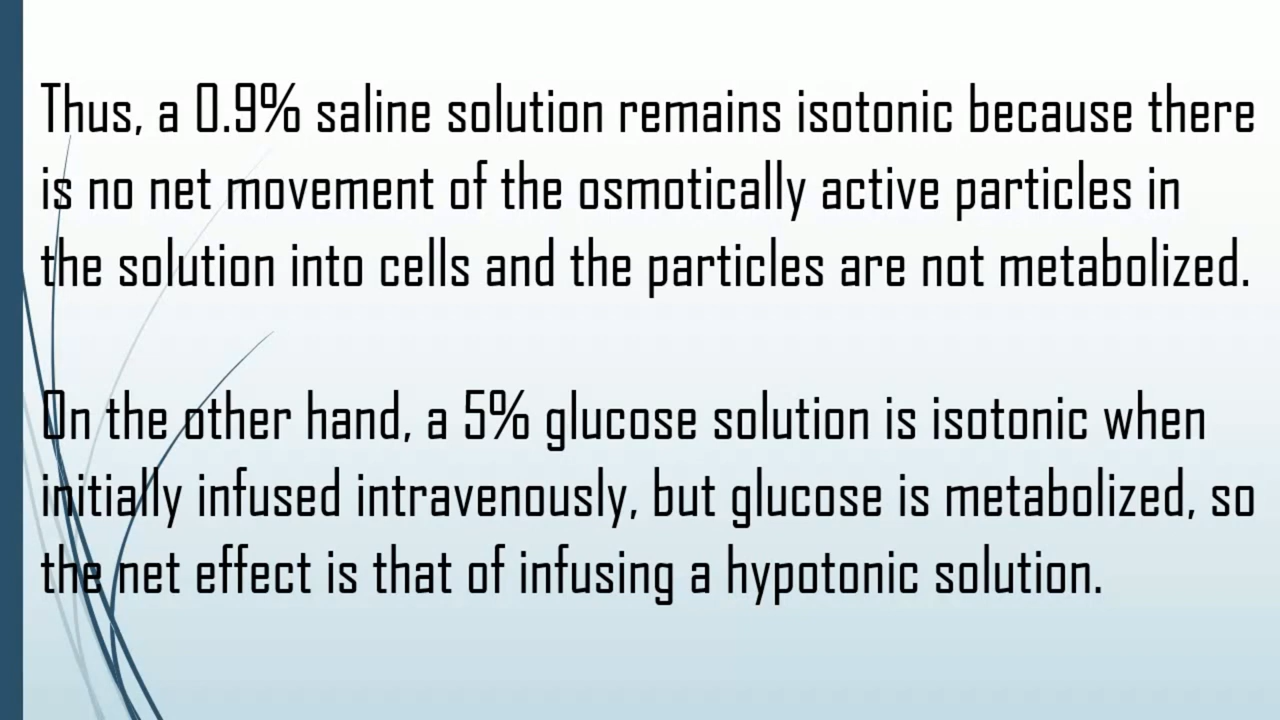 Thus, a 0.9% saline solution remains isotonic because there
is no net movement of the osmotically active particles in
the solution into cells and the particles are not metabolized.
On the other hand, a 5% glucose solution is isotonic when
initially infused intravenously, but glucose is metabolized, so
the net effect is that of infusing a hypotonic solution.